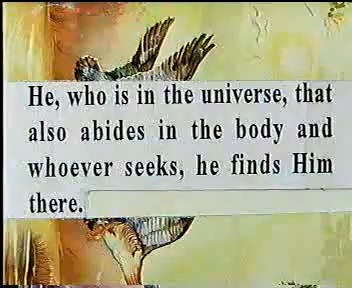 He, who is in the universe, that
also abides in the body and
whoever seeks, he finds Him
there.